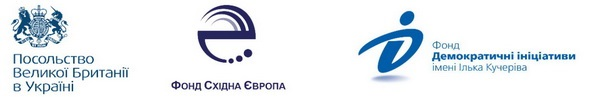 Посольство
Великої Британії
в Україні
ФОНД СХІДНА ЄВРОПА
Фонд
Демократичні ініціативи
імені Ілька Кучеріва